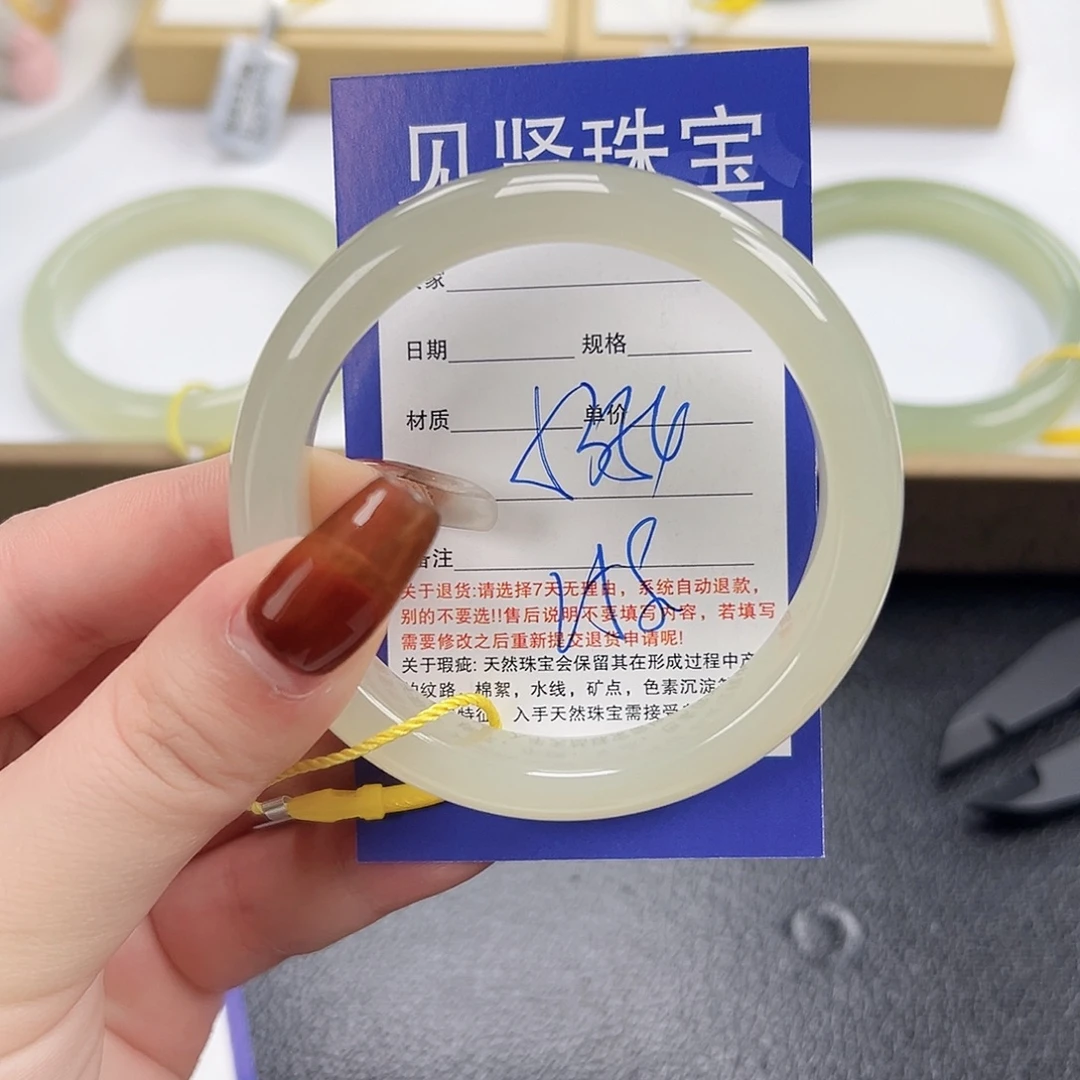 见贤珠宝
家
日期 规格
材质 单价
备注
关于退货:请选择7天无理由，系统自动退款，
别的不要选!!售后说明不要填写内容，若填写
需要修改之后重新提交退货申请呢!
关于瑕疵: 天然珠宝会保留其在形成过程中产
纹路，棉絮，水线，矿点，色素沉淀
特征 入手天然珠宝需接受